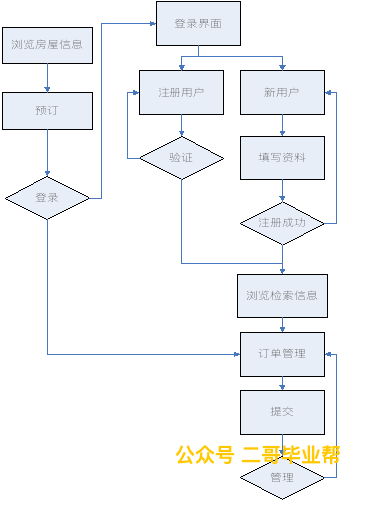 登录界面
浏览房屋信息
注册用户
新用户
预订
验证
填写资料
登录
注册成功
浏览检索信息
订单管理
提交
公众号 二哥毕业帮
管理